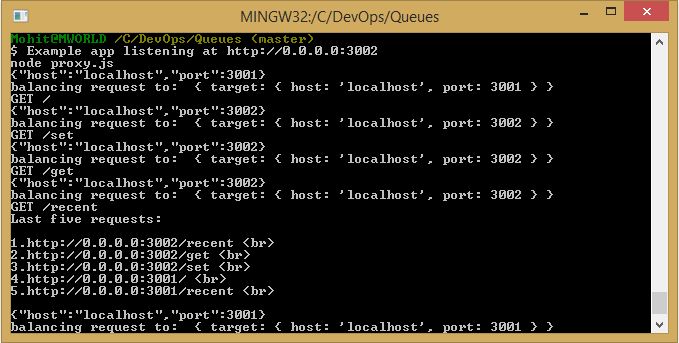 MINGW32:/C/DevOps/Queues
Mohit@MWORLD /C/DevOps/Queues (master)
$ Example app listening at http://0.0.0.0:3002
node proxy.js
{"host":"localhost","port":3001}
balancing request to:  { target: { host: 'localhost', port: 3001 } }
GET /
{"host":"localhost","port":3002}
balancing request to:  { target: { host: 'localhost', port: 3002 } }
GET /set
{"host":"localhost","port":3002}
balancing request to:  { target: { host: 'localhost', port: 3002 } }
GET /get
{"host":"localhost","port":3002}
balancing request to:  { target: { host: 'localhost', port: 3002 } }
GET /recent
Last five requests:
1.http://0.0.0.0:3002/recent <br>
2.http://0.0.0.0:3002/get <br>
3.http://0.0.0.0:3002/set <br>
4.http://0.0.0.0:3001/ <br>
5.http://0.0.0.0:3001/recent <br>
{"host":"localhost","port":3001}
balancing request to:  { target: { host: 'localhost', port: 3001 } }